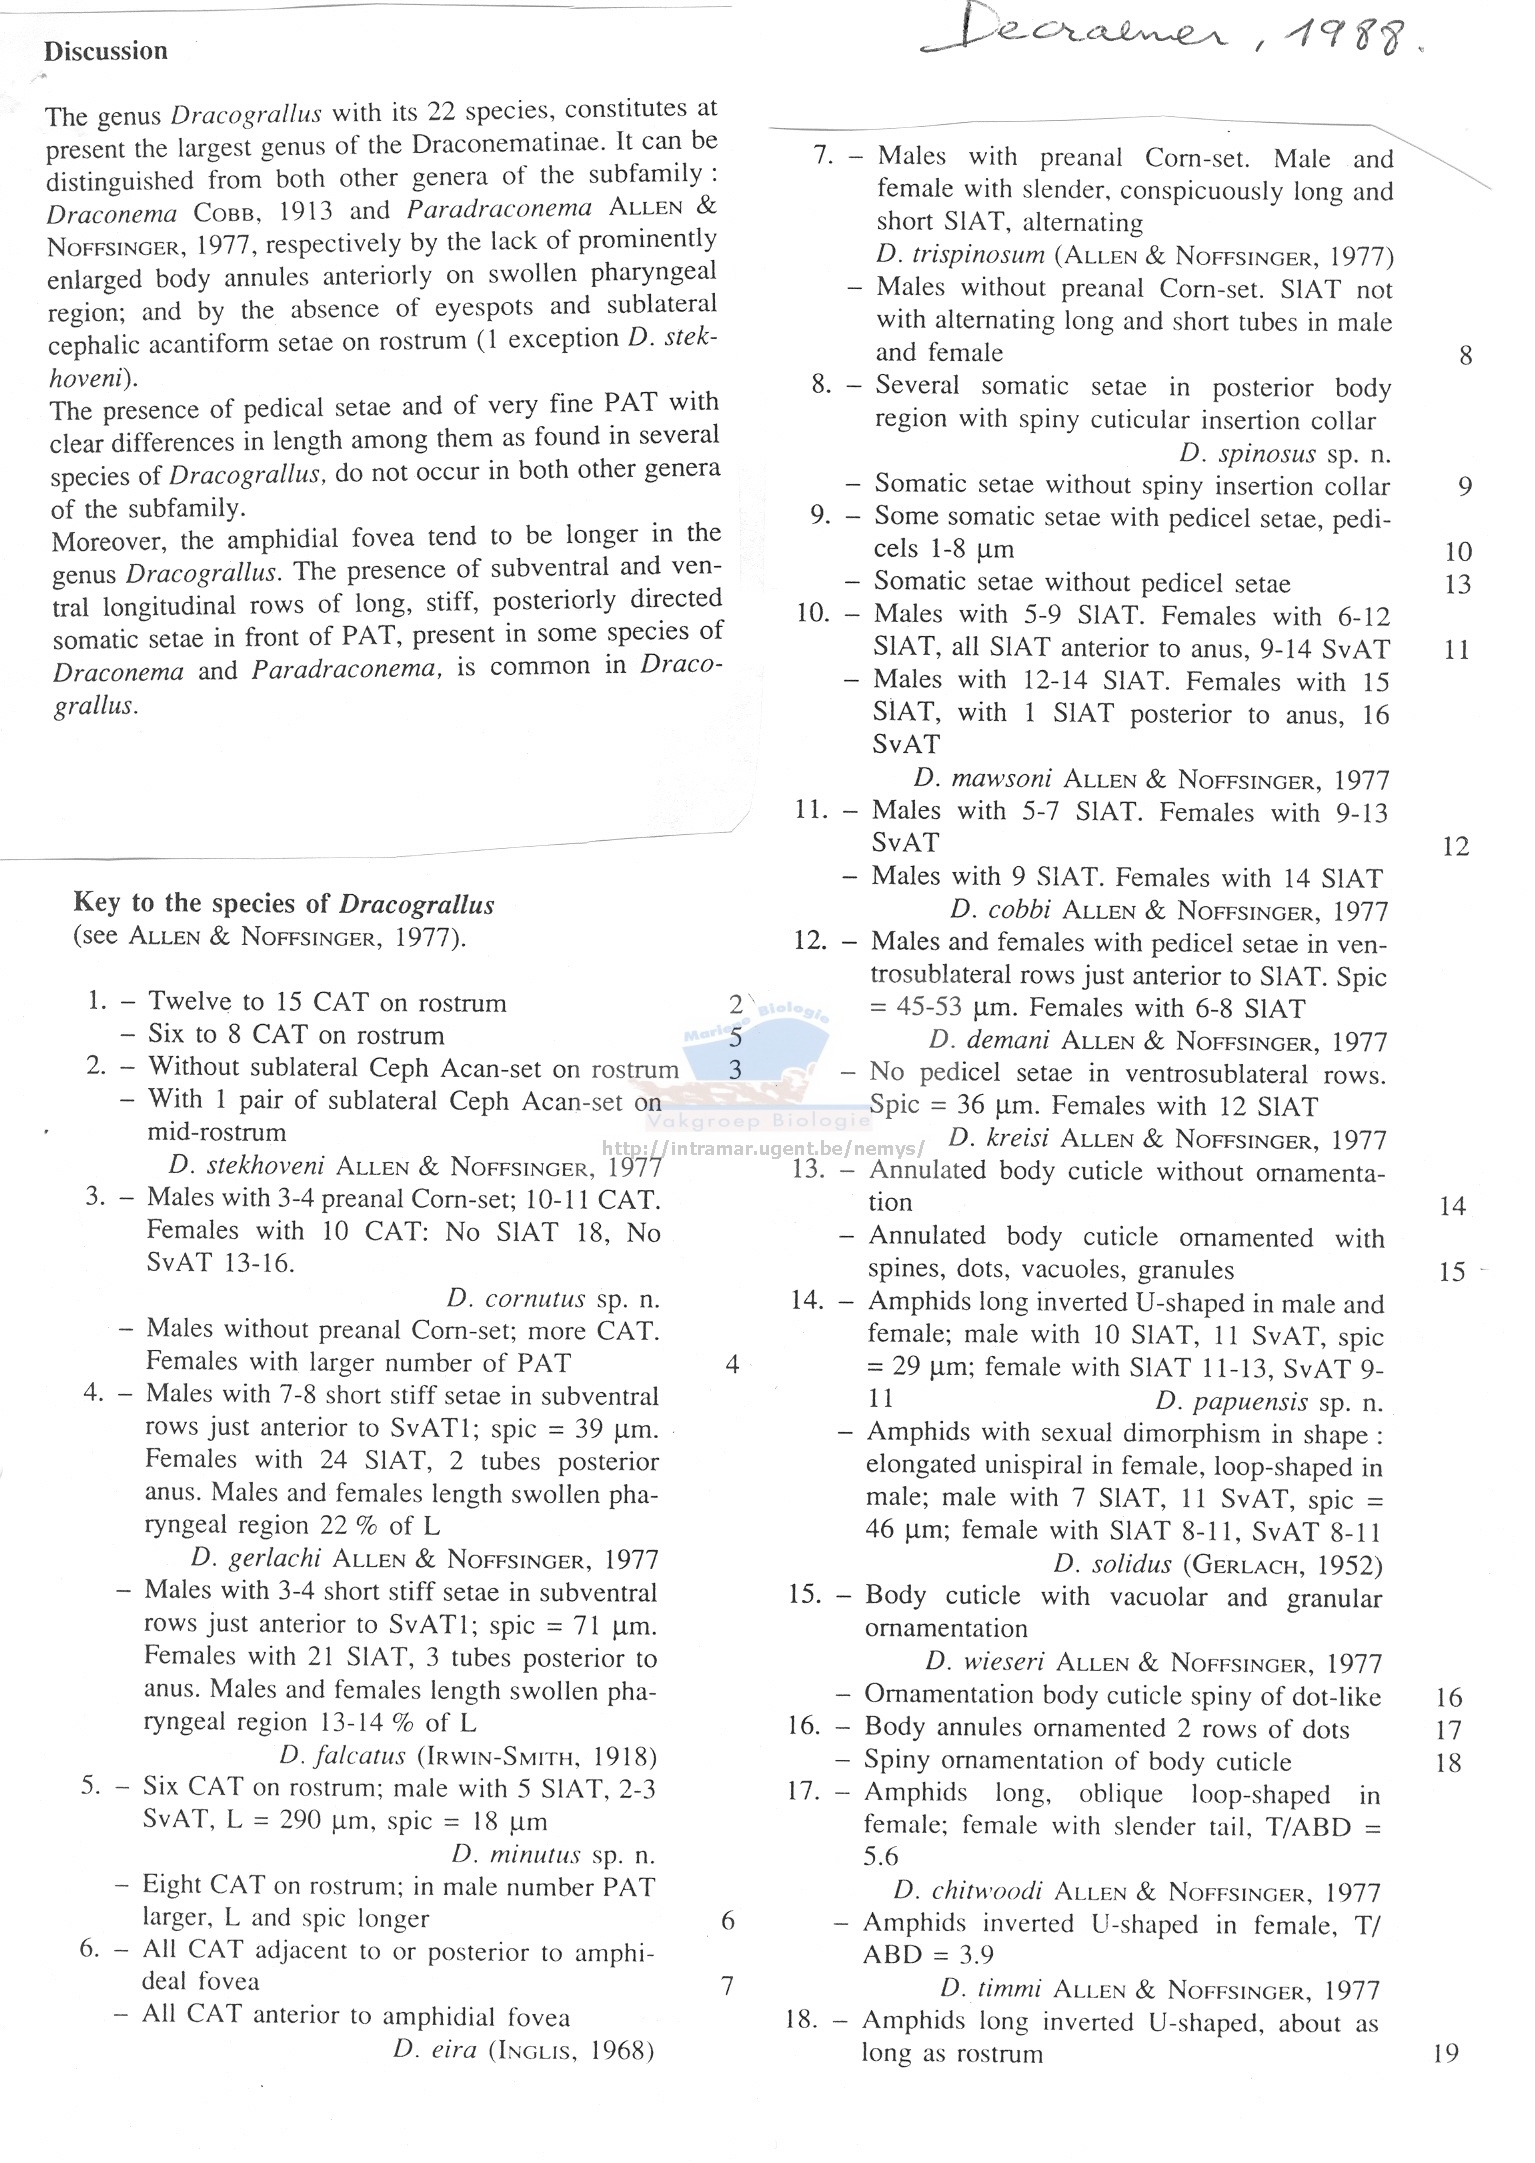 Decraemer, 1988.
Discussion
The genus Dracograllus with its 22 species, constitutes at
present the largest genus of the Draconematinae. It can be
distinguished from both other genera of the subfamily :
Draconema COBB, 1913 and Paradraconema ALLEN &
NOFFSINGER, 1977, respectively by the lack of prominently
enlarged body annules anteriorly on swollen pharyngeal
region; and by the absence of eyespots and sublateral
cephalic acantiform setae on rostrum (1 exception D. stek-
hoveni).
The presence of pedical setae and of very fine PAT with
clear differences in length among them as found in several
species of Dracograllus, do not occur in both other genera
of the subfamily.
Moreover, the amphidial fovea tend to be longer in the
genus Dracograllus. The presence of subventral and ven-
tral longitudinal rows of long, stiff, posteriorly directed
somatic setae in front of PAT, present in some species of
Draconema and Paradraconema, is common in Draco-
grallus.
Key to the species of Dracograllus
(see ALLEN & NOFFSINGER, 1977).
1. – Twelve to 15 CAT on rostrum 2
– Six to 8 CAT on rostrum 5
2. – Without sublateral Ceph Acan-set on rostrum 3
– With 1 pair of sublateral Ceph Acan-set on
mid-rostrum
D. stekhoveni ALLEN & NOFFSINGER, 1977
3. – Males with 3-4 preanal Corn-set; 10-11 CAT.
Females with 10 CAT: No SlAT 18, No
SvAT 13-16.
D. cornutus sp. n.
– Males without preanal Corn-set; more CAT.
Females with larger number of PAT 4
4. – Males with 7-8 short stiff setae in subventral
rows just anterior to SvAT1; spic = 39 µm.
Females with 24 SlAT, 2 tubes posterior
anus. Males and females length swollen pha-
ryngeal region 22 % of L
D. gerlachi ALLEN & NOFFSINGER, 1977
– Males with 3-4 short stiff setae in subventral
rows just anterior to SvAT1; spic = 71 µm.
Females with 21 SlAT, 3 tubes posterior to
anus. Males and females length swollen pha-
ryngeal region 13-14 % of L
D. falcatus (IRWIN-SMITH, 1918)
5. – Six CAT on rostrum; male with 5 SlAT, 2-3
SvAT, L = 290 µm, spic = 18 µm
D. minutus sp. n.
– Eight CAT on rostrum; in male number PAT
larger, L and spic longer 6
6. – All CAT adjacent to or posterior to amphi-
deal fovea 7
– All CAT anterior to amphidial fovea
D. eira (INGLIS, 1968)
7. – Males with preanal Corn-set. Male and
female with slender, conspicuously long and
short SlAT, alternating
D. trispinosum (ALLEN & NOFFSINGER, 1977)
– Males without preanal Corn-set. SlAT not
with alternating long and short tubes in male
and female 8
8. – Several somatic setae in posterior body
region with spiny cuticular insertion collar
D. spinosus sp. n.
– Somatic setae without spiny insertion collar 9
9. – Some somatic setae with pedicel setae, pedi-
cels 1-8 µm 10
– Somatic setae without pedicel setae 13
10. – Males with 5-9 SlAT. Females with 6-12
SlAT, all SlAT anterior to anus, 9-14 SvAT 11
– Males with 12-14 SlAT. Females with 15
SlAT, with 1 SlAT posterior to anus, 16
SvAT
D. mawsoni ALLEN & NOFFSINGER, 1977
11. – Males with 5-7 SlAT. Females with 9-13
SvAT 12
– Males with 9 SlAT. Females with 14 SlAT
D. cobbi ALLEN & NOFFSINGER, 1977
12. – Males and females with pedicel setae in ven-
trosublateral rows just anterior to SlAT. Spic
= 45-53 µm. Females with 6-8 SlAT
D. demani ALLEN & NOFFSINGER, 1977
– No pedicel setae in ventrosublateral rows.
Spic = 36 µm. Females with 12 SlAT
D. kreisi ALLEN & NOFFSINGER, 1977
13. – Annulated body cuticle without ornamenta-
tion 14
– Annulated body cuticle ornamented with
spines, dots, vacuoles, granules 15
14. – Amphids long inverted U-shaped in male and
female; male with 10 SlAT, 11 SvAT, spic
= 29 µm; female with SlAT 11-13, SvAT 9-
11 D. papuensis sp. n.
– Amphids with sexual dimorphism in shape :
elongated unispiral in female, loop-shaped in
male; male with 7 SlAT, 11 SvAT, spic =
46 µm; female with SlAT 8-11, SvAT 8-11
D. solidus (GERLACH, 1952)
15. – Body cuticle with vacuolar and granular
ornamentation
D. wieseri ALLEN & NOFFSINGER, 1977
– Ornamentation body cuticle spiny of dot-like 16
16. – Body annules ornamented 2 rows of dots 17
– Spiny ornamentation of body cuticle 18
17. – Amphids long, oblique loop-shaped in
female; female with slender tail, T/ABD =
5.6
D. chitwoodi ALLEN & NOFFSINGER, 1977
– Amphids inverted U-shaped in female, T/
ABD = 3.9
D. timmi ALLEN & NOFFSINGER, 1977
18. – Amphids long inverted U-shaped, about as
long as rostrum 19
Mariene Biologie
Vakgroep Biologie
http://intramar.ugent.be/nemys/